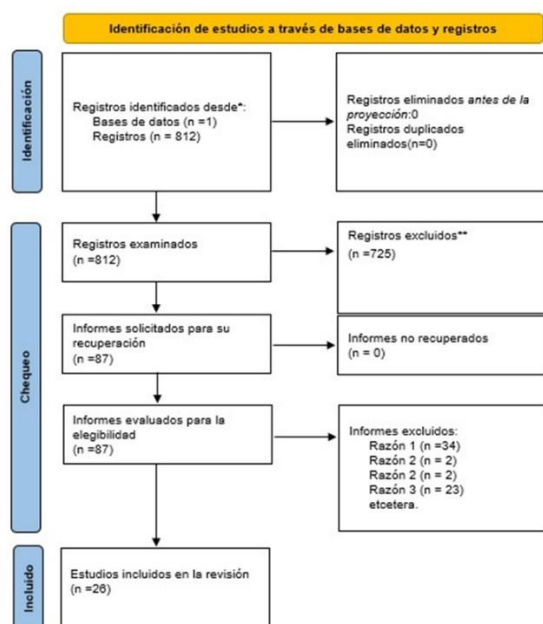 Identificación de estudios a través de bases de datos y registros
Identificación
Registros identificados desde*:
Bases de datos (n =1)
Registros (n = 812)
Registros eliminados antes de la
proyección:0
Registros duplicados
eliminados(n=0)
Chequeo
Registros examinados
(n =812)
Registros excluidos**
(n =725)
Informes solicitados para su
recuperación
(n =87)
Informes no recuperados
(n = 0)
Informes evaluados para la
elegibilidad
(n =87)
Informes excluidos:
Razón 1 (n =34)
Razón 2 (n = 2)
Razón 2 (n = 2)
Razón 3 (n = 23)
etcetera.
Incluido
Estudios incluidos en la revisión
(n =26)